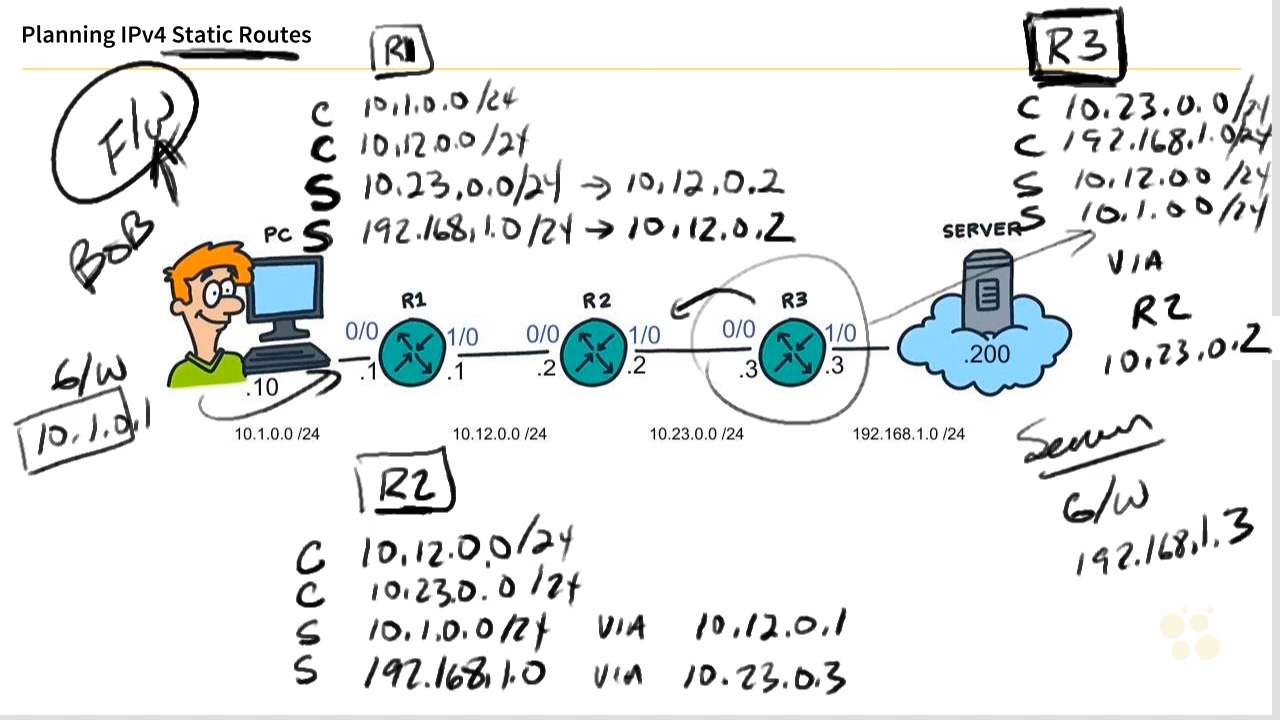 Planning IPv4 Static Routes
R1
C 10.1.0.0/24
C 10.12.0.0/24
S 10.23.0.0/24 → 10.12.0.2
S 192.168.1.0/24 → 10.12.0.2
R3
C 10.23.0.0/24
C 192.168.1.0/24
S 10.12.0.0/24
S 10.1.0.0/24
VIA
R2
10.23.0.2
BOB
PC
SERVER
R1
R2
R3
0/0 1/0 0/0 1/0 0/0 1/0
.10 .1 .1 .2 .2 .3 .3 .200
G/W
10.1.0.1
10.1.0.0 /24
10.12.0.0 /24
10.23.0.0 /24
192.168.1.0 /24
Server
G/W
192.168.1.3
R2
C 10.12.0.0/24
C 10.23.0.0/24
S 10.1.0.0/24 VIA 10.12.0.1
S 192.168.1.0 VIA 10.23.0.3